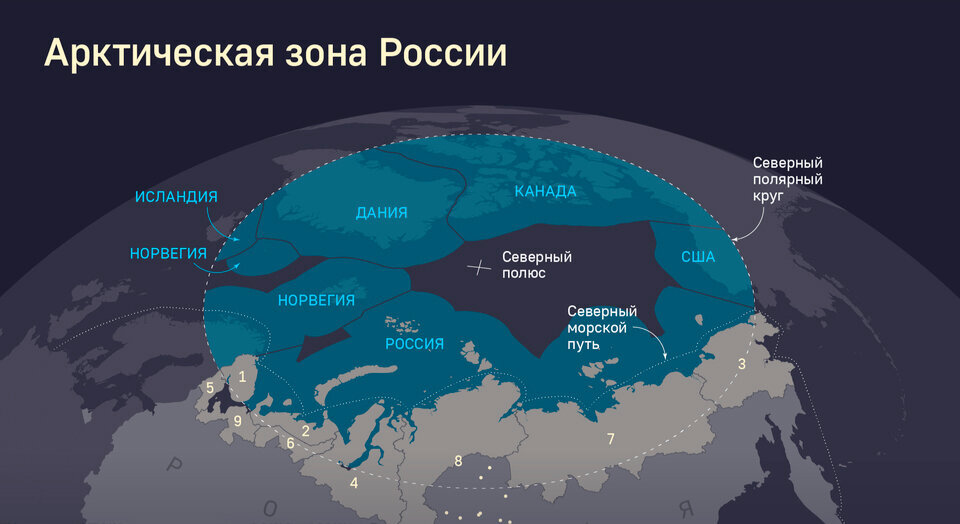 Арктическая зона России
Северный
полярный
круг
ИСЛАНДИЯ
КАНАДА
ДАНИЯ
НОРВЕГИЯ
Северный
полюс
США
НОРВЕГИЯ
Северный
морской
путь
РОССИЯ
3
1
5
9
2
6
7
8
4
Р
О
Я